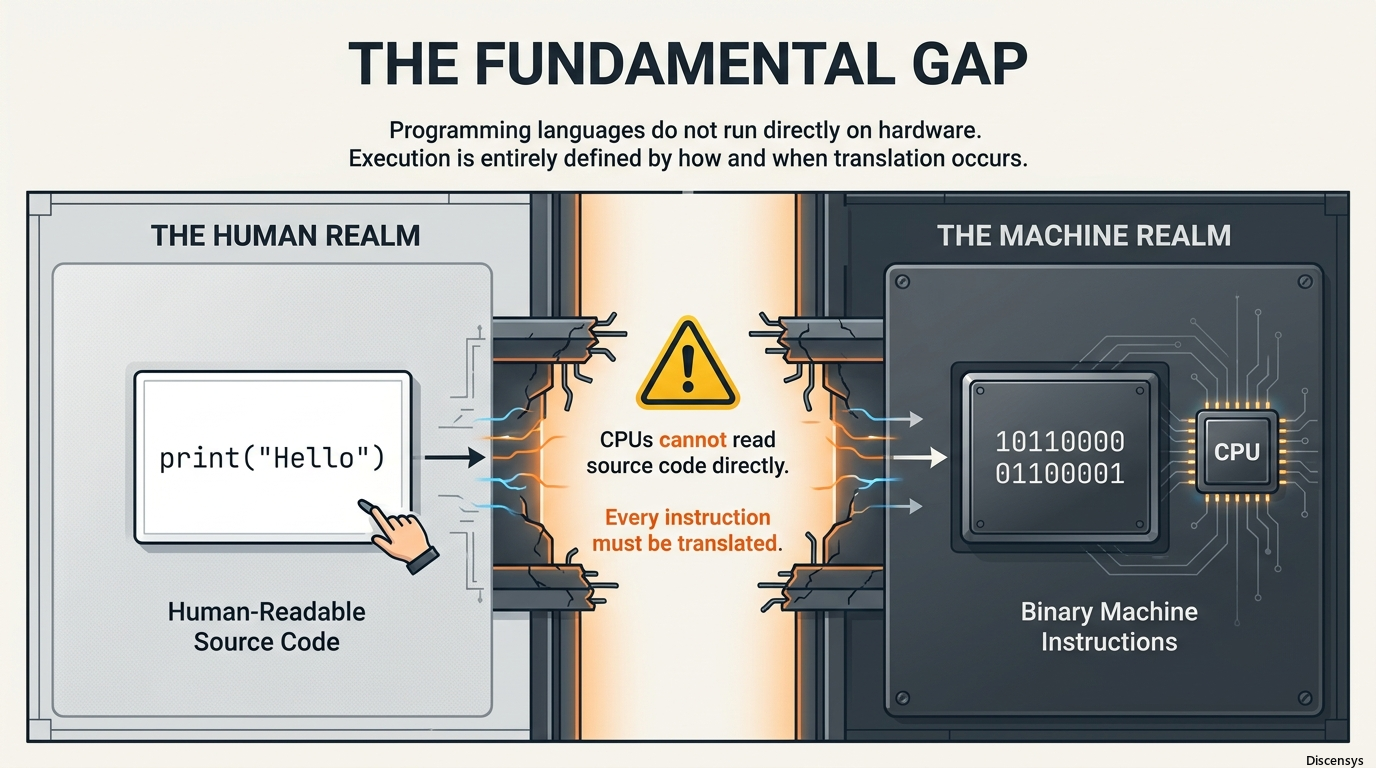 THE FUNDAMENTAL GAP
Programming languages do not run directly on hardware.
Execution is entirely defined by how and when translation occurs.
THE HUMAN REALM
print("Hello")
Human-Readable
Source Code
CPUs cannot read
source code directly.
Every instruction
must be translated.
THE MACHINE REALM
10110000
01100001
CPU
Binary Machine
Instructions
Discensys